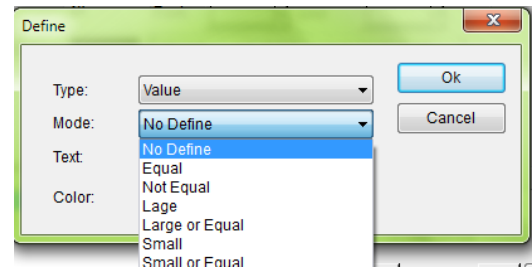 Define
Type: Value Ok
Mode: No Define Cancel
Text: No Define
Equal
Not Equal
Color: Lage
Large or Equal
Small
Small or Equal